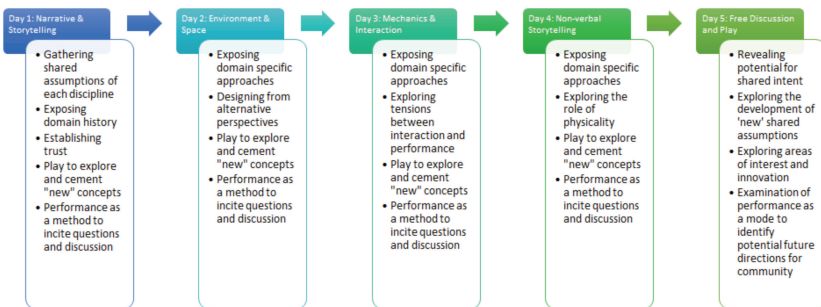 Day 1: Narrative &
Storytelling
• Gathering
shared
assumptions of
each discipline
• Exposing
domain history
• Establishing
trust
• Play to explore
and cement
"new" concepts
• Performance as
a method to
incite questions
and discussion
Day 2: Environment &
Space
• Exposing
domain specific
approaches
• Designing from
alternative
perspectives
• Play to explore
and cement
"new" concepts
• Performance as
a method to
incite questions
and discussion
Day 3: Mechanics &
Interaction
• Exposing
domain specific
approaches
• Exploring
tensions
between
interaction and
performance
• Play to explore
and cement
"new" concepts
• Performance as
a method to
incite questions
and discussion
Day 4: Non-verbal
Storytelling
• Exposing
domain specific
approaches
• Exploring the
role of
physicality
• Play to explore
and cement
"new" concepts
• Performance as
a method to
incite questions
and discussion
Day 5: Free Discussion
and Play
• Revealing
potential for
shared intent
• Exploring the
development of
'new' shared
assumptions
• Exploring areas
of interest and
innovation
• Examination of
performance as
a mode to
identify
potential future
directions for
community